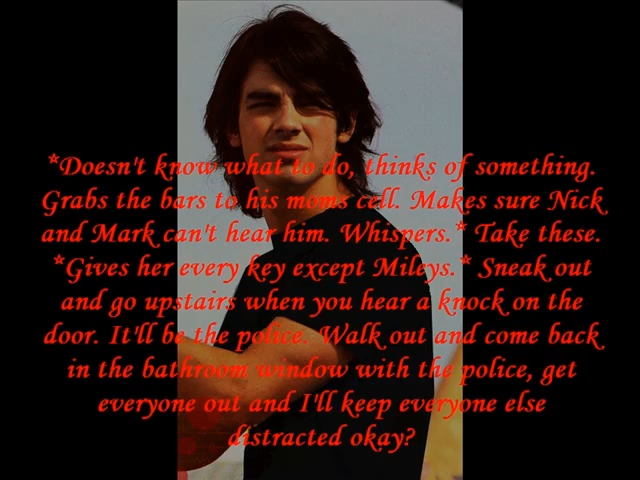 *Doesn't know what to do, thinks of something.
Grabs the bars to his moms cell. Makes sure Nick
and Mark can't hear him. Whispers.* Take these.
*Gives her every key except Mileys.* Sneak out
and go upstairs when you hear a knock on the
door. It'll be the police. Walk out and come back
in the bathroom window with the police, get
everyone out and I'll keep everyone else
distracted okay?